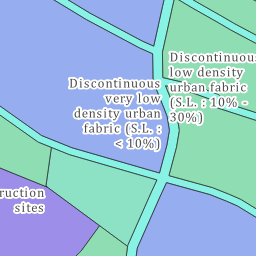 Discontinuous
low density
urban fabric
(S.L. : 10% -
30%)
Discontinuous
very low
density urban
fabric (S.L. :
< 10%)
ruction
sites